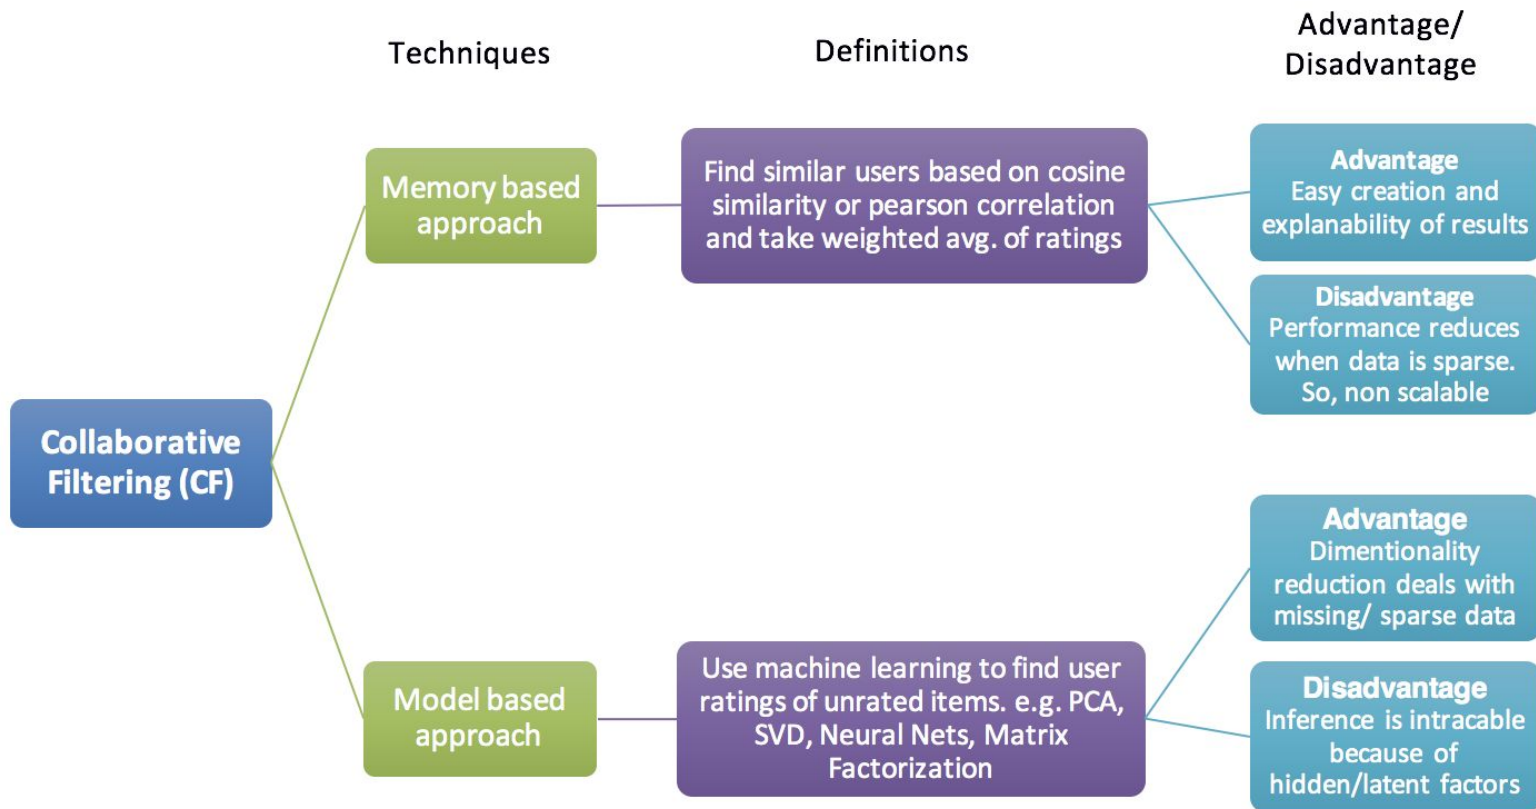 Techniques
Definitions
Advantage/
Disadvantage
Memory based
approach
Find similar users based on cosine
similarity or pearson correlation
and take weighted avg. of ratings
Advantage
Easy creation and
explanability of results
Disadvantage
Performance reduces
when data is sparse.
So, non scalable
Collaborative
Filtering (CF)
Model based
approach
Use machine learning to find user
ratings of unrated items. e.g. PCA,
SVD, Neural Nets, Matrix
Factorization
Advantage
Dimentionality
reduction deals with
missing/ sparse data
Disadvantage
Inference is intracable
because of
hidden/latent factors